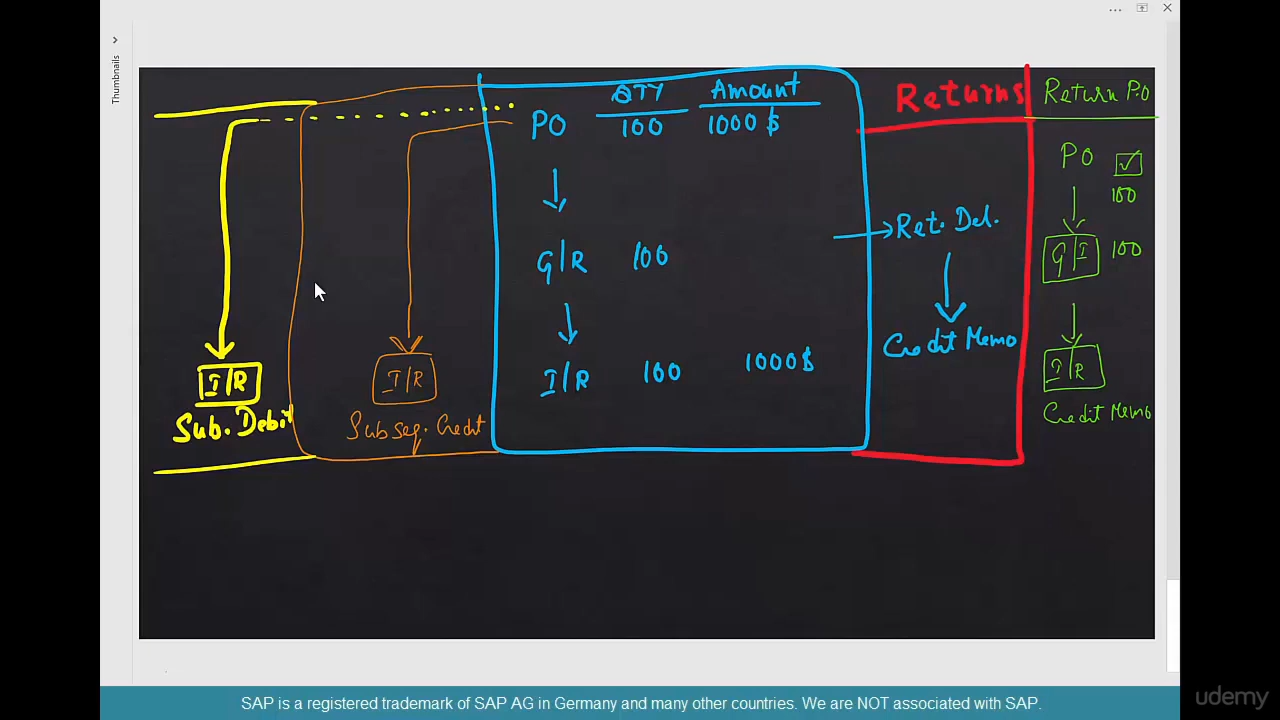 Thumbnails
QTY Amount
PO 100 1000 $
G/R 100
I/R 100 1000$
Returns
Ret. Del.
Credit Memo
Return P.O
PO
100
G/I 100
I/R
Credit Memo
I/R
Subseq. Credit
I/R
Sub. Debit
SAP is a registered trademark of SAP AG in Germany and many other countries. We are NOT associated with SAP.
udemy